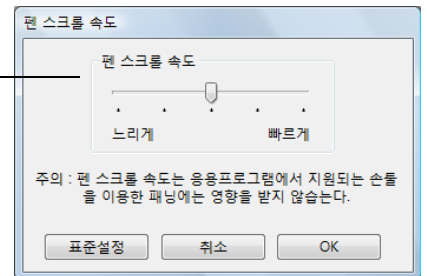 펜 스크롤 속도
펜 스크롤 속도
느리게 빠르게
주의 : 펜 스크롤 속도는 응용프로그램에서 지원되는 손툴
을 이용한 패닝에는 영향을 받지 않습는다.
표준설정 취소 OK